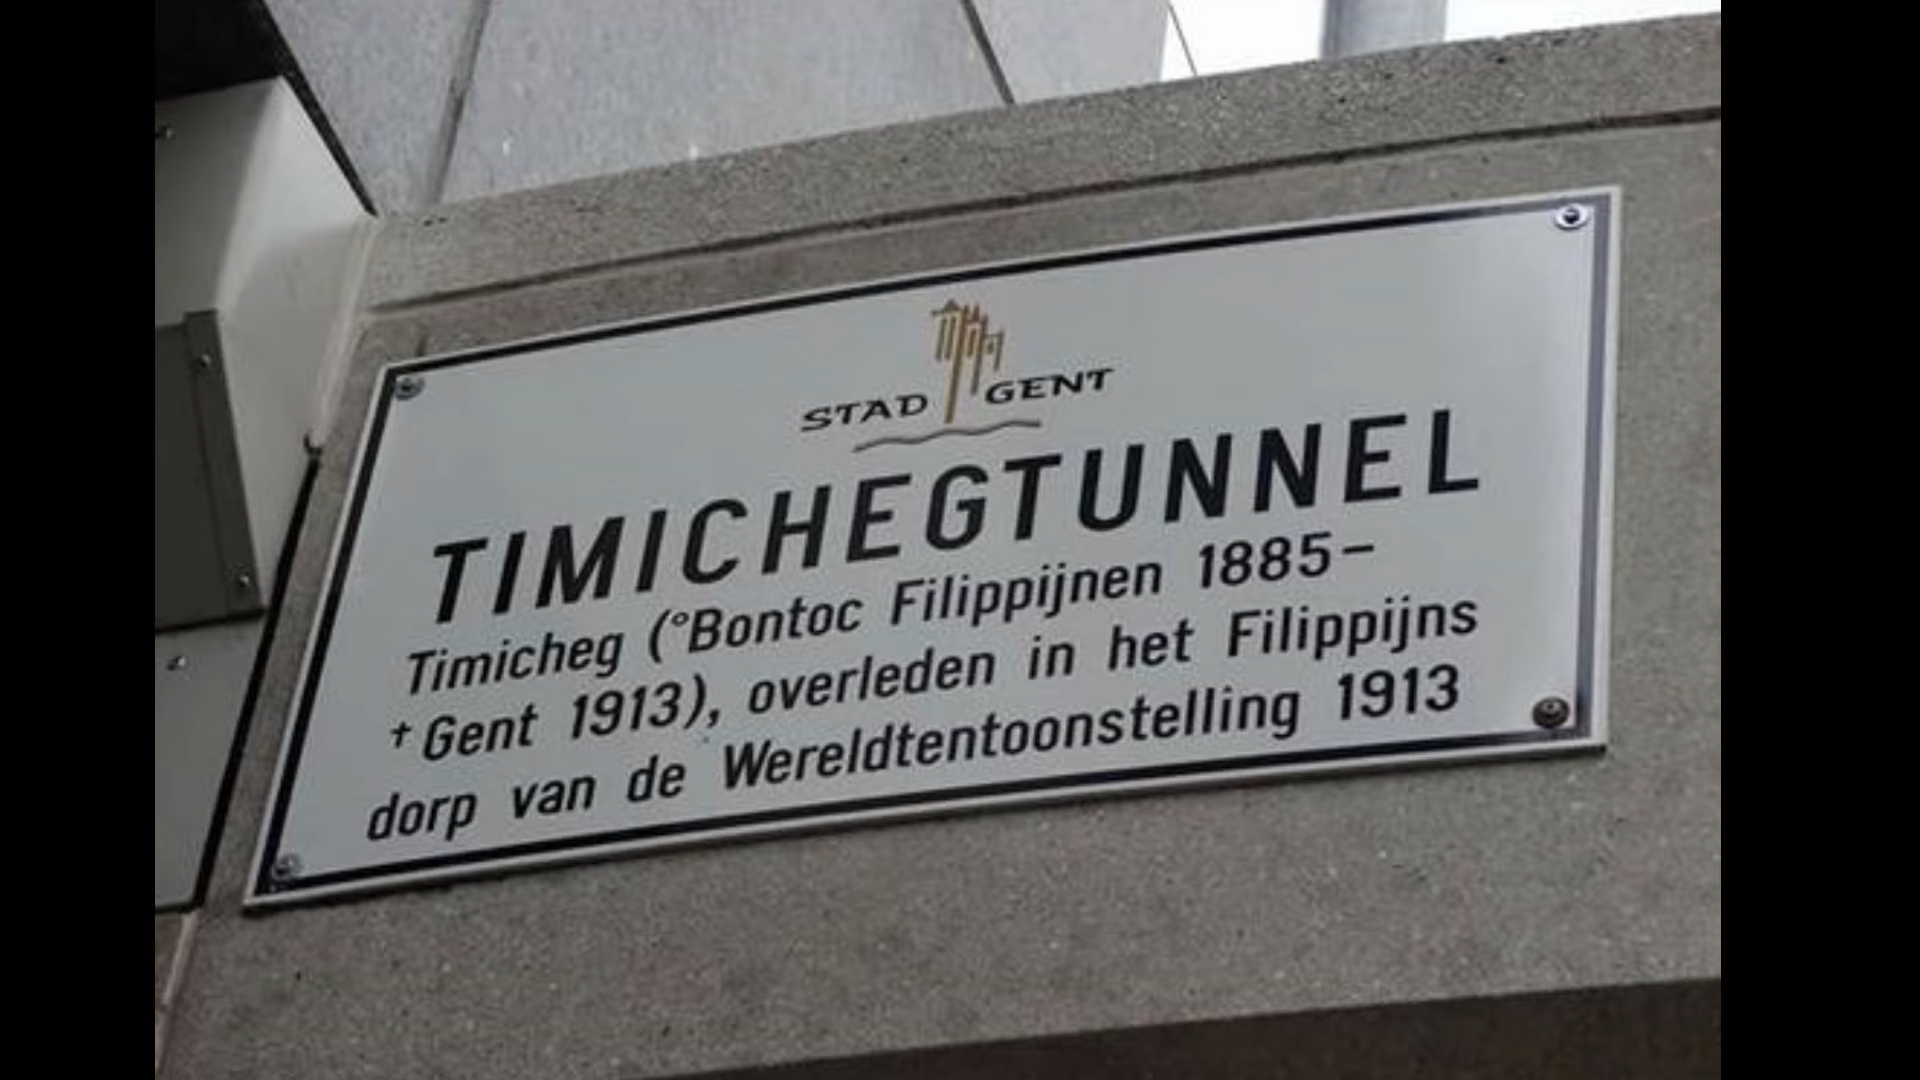 STAD GENT
TIMICHEGTUNNEL
Timicheg (°Bontoc Filippijnen 1885–
†Gent 1913), overleden in het Filippijns
dorp van de Wereldtentoonstelling 1913